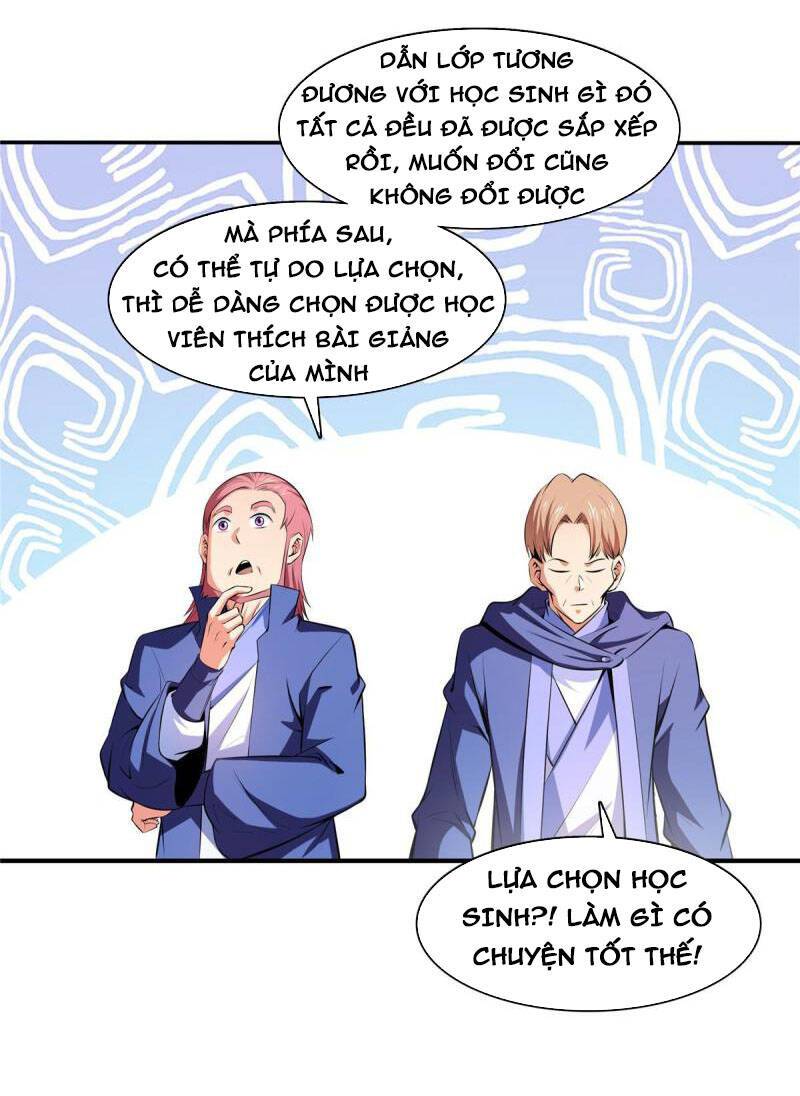 DẪN LỚP TƯƠNG
ĐƯƠNG VỚI HỌC SINH GÌ ĐÓ
TẤT CẢ ĐỀU ĐÃ ĐƯỢC SẮP XẾP
RỒI, MUỐN ĐỔI CŨNG
KHÔNG ĐỔI ĐƯỢC
MÀ PHÍA SAU,
CÓ THỂ TỰ DO LỰA CHỌN,
THÌ DỄ DÀNG CHỌN ĐƯỢC HỌC
VIÊN THÍCH BÀI GIẢNG
CỦA MÌNH
LỰA CHỌN HỌC
SINH?! LÀM GÌ CÓ
CHUYỆN TỐT THẾ!